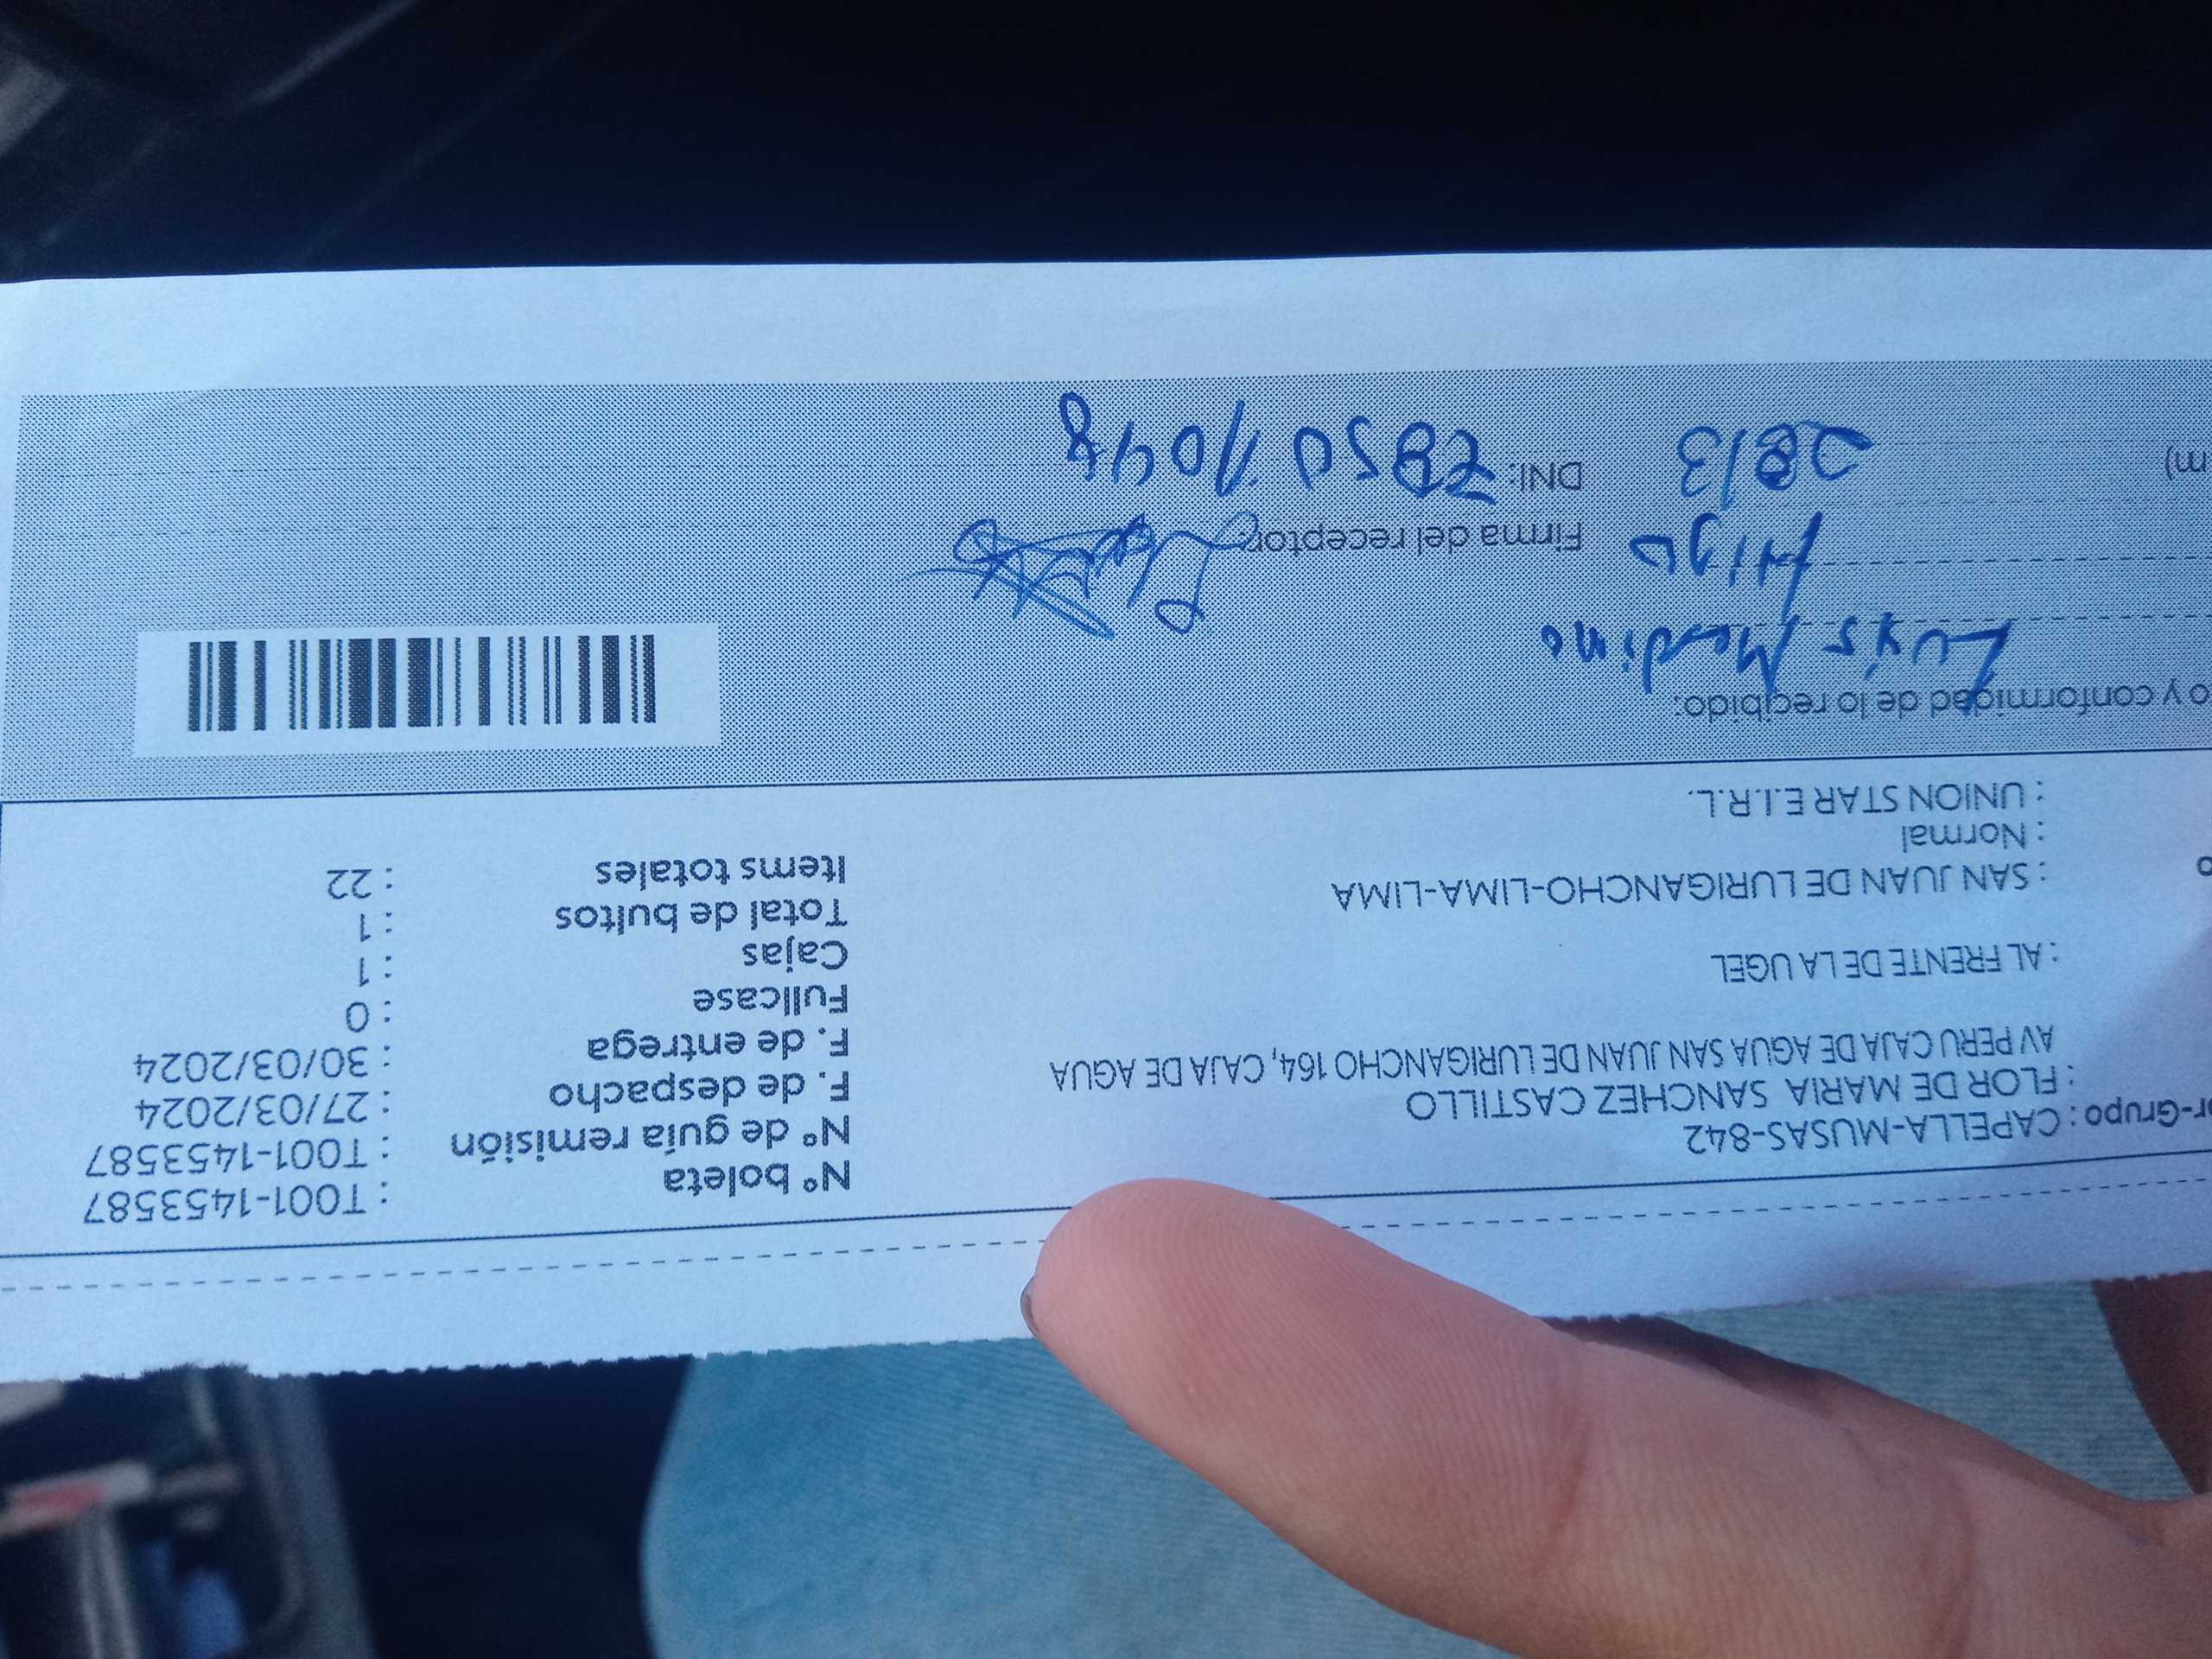 or-Grupo : CAPELLA-MUSAS-842
: FLOR DE MARIA SANCHEZ CASTILLO
AV PERU CAJA DE AGUA SAN JUAN DE LURIGANCHO 164, CAJA DE AGUA
: AL FRENTE DE LA UGEL
: SAN JUAN DE LURIGANCHO-LIMA-LIMA
: Normal
: UNION STAR E.I.R.L.
N° boleta : T001-1453587
N° de guía remisión : T001-1453587
F. de despacho : 27/03/2024
F. de entrega : 30/03/2024
Fullcase : 0
Cajas : 1
Total de bultos : 1
Items totales : 22
o y conformidad de lo recibido:
Luis Medina
Hijo
Firma del receptor:
m) 28/3 DNI: